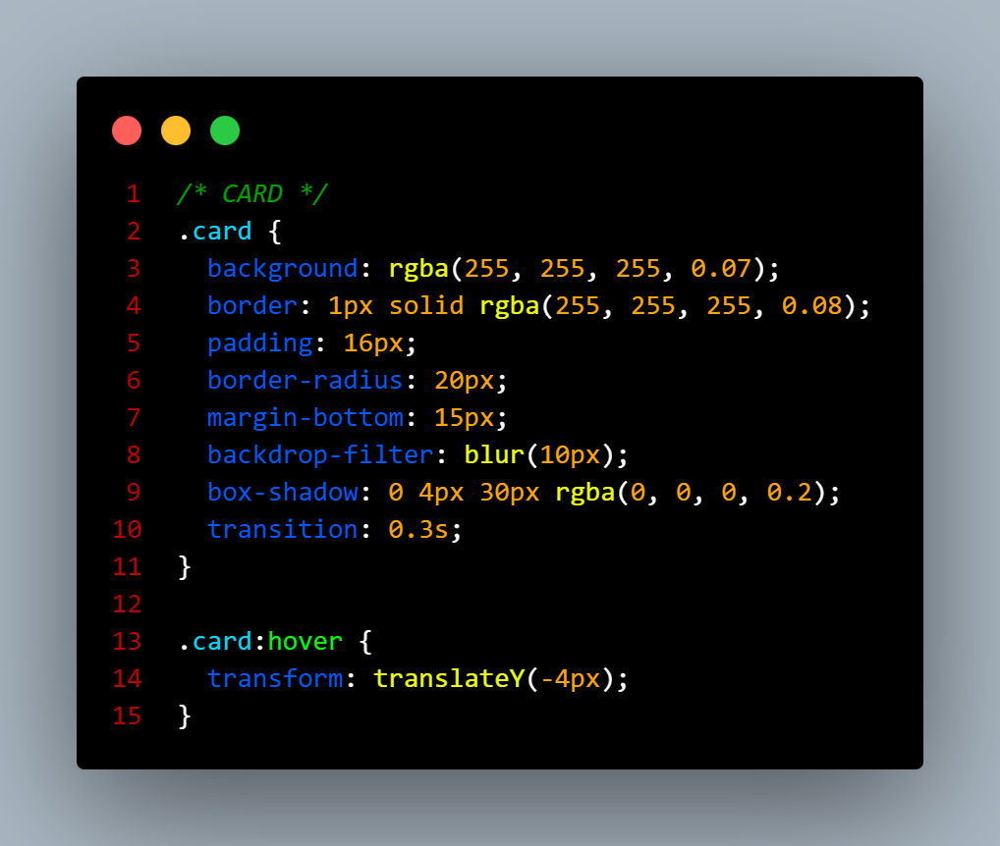 1 /* CARD */
2 .card {
3   background: rgba(255, 255, 255, 0.07);
4   border: 1px solid rgba(255, 255, 255, 0.08);
5   padding: 16px;
6   border-radius: 20px;
7   margin-bottom: 15px;
8   backdrop-filter: blur(10px);
9   box-shadow: 0 4px 30px rgba(0, 0, 0, 0.2);
10   transition: 0.3s;
11 }
12
13 .card:hover {
14   transform: translateY(-4px);
15 }